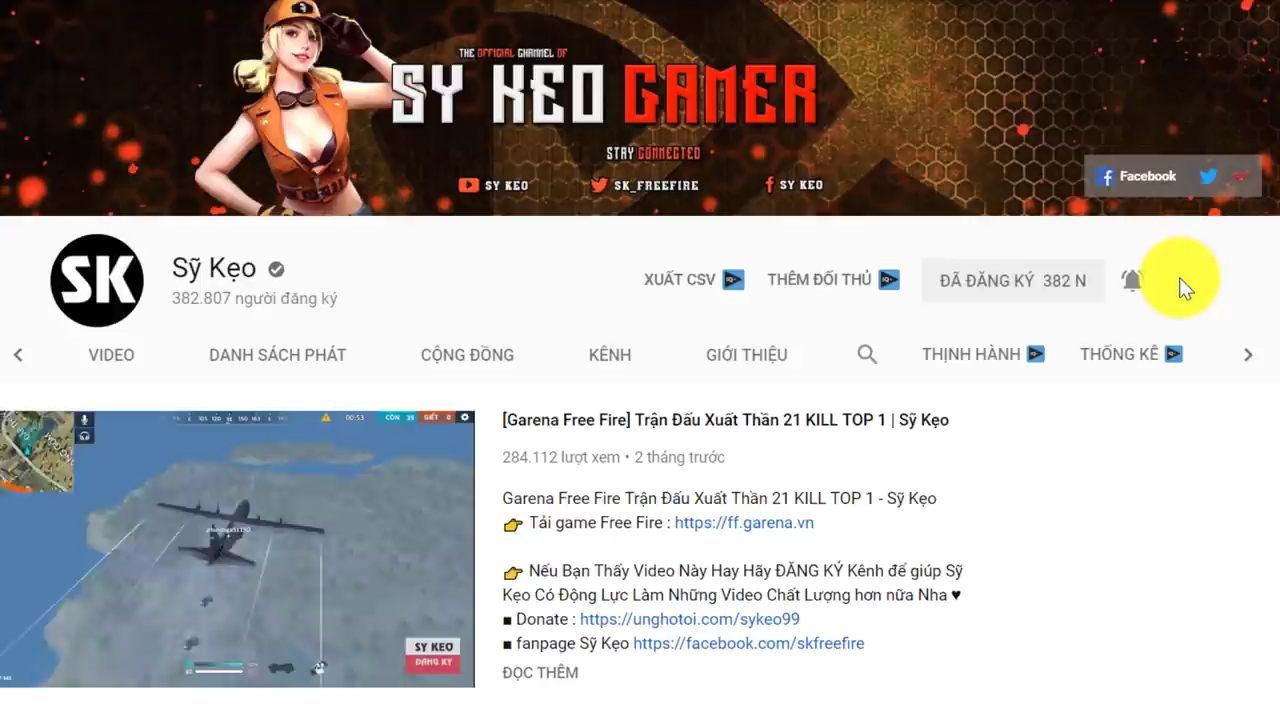 THE OFFICIAL CHANNEL OF
SY KEO GAMER
STAY CONNECTED
SY KEO
SK_FREEFIRE
SY KEO
Facebook
SK
Sỹ Kẹo
382.807 người đăng ký
XUẤT CSV
THÊM ĐỐI THỦ
ĐÃ ĐĂNG KÝ 382 N
VIDEO
DANH SÁCH PHÁT
CỘNG ĐỒNG
KÊNH
GIỚI THIỆU
THỊNH HÀNH
THỐNG KÊ
00:53
CÒN 35
GIẾT 0
SY KEO
ĐĂNG KÝ
[Garena Free Fire] Trận Đấu Xuất Thần 21 KILL TOP 1 | Sỹ Kẹo
284.112 lượt xem • 2 tháng trước
Garena Free Fire Trận Đấu Xuất Thần 21 KILL TOP 1 - Sỹ Kẹo
👉 Tải game Free Fire : https://ff.garena.vn
👉 Nếu Bạn Thấy Video Này Hay Hãy ĐĂNG KÝ Kênh để giúp Sỹ
Kẹo Có Động Lực Làm Những Video Chất Lượng hơn nữa Nha ♥
■ Donate : https://unghotoi.com/sykeo99
■ fanpage Sỹ Kẹo https://facebook.com/skfreefire
ĐỌC THÊM